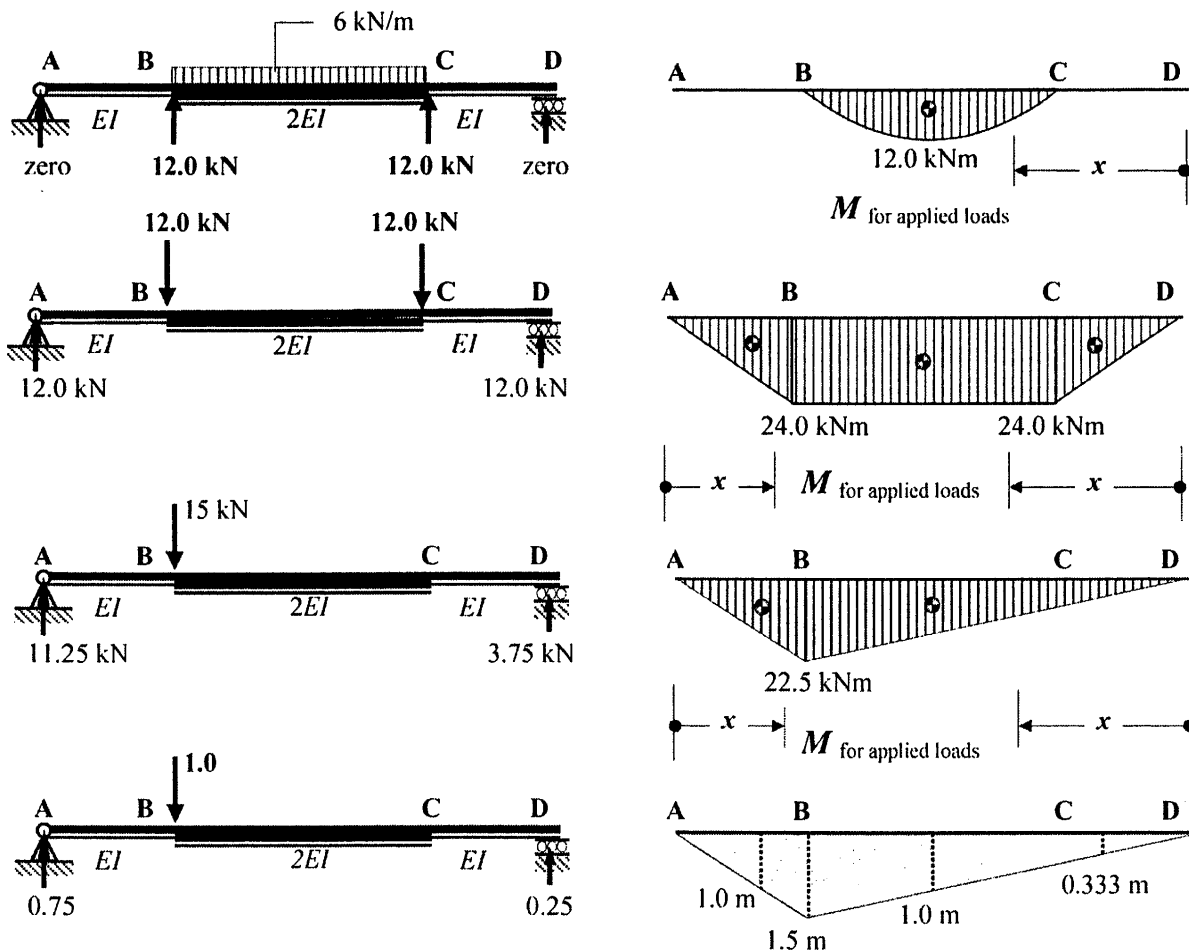 6 kN/m
A B C D
EI 2EI EI
zero 12.0 kN 12.0 kN zero
A B C D
12.0 kNm
x
M for applied loads
12.0 kN 12.0 kN
A B C D
EI 2EI EI
12.0 kN 12.0 kN
A B C D
24.0 kNm 24.0 kNm
x M for applied loads x
15 kN
A B C D
EI 2EI EI
11.25 kN 3.75 kN
A B C D
22.5 kNm
x M for applied loads x
1.0
A B C D
EI 2EI EI
0.75 0.25
A B C D
1.0 m 1.5 m 1.0 m 0.333 m